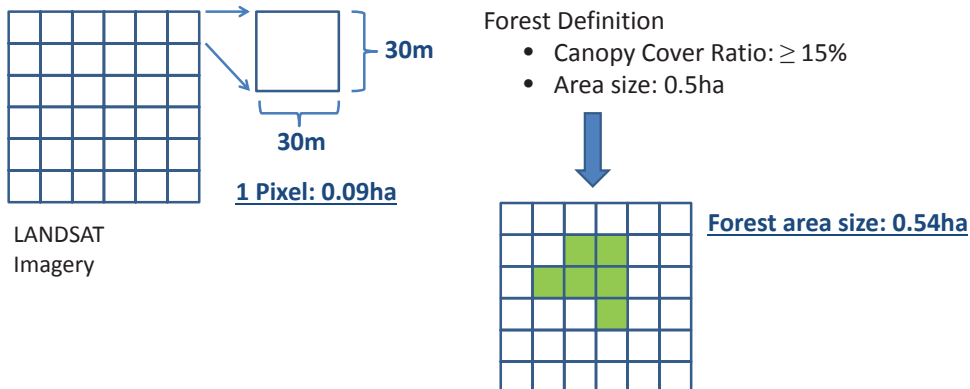 30m
30m
1 Pixel: 0.09ha
LANDSAT
Imagery
Forest Definition
• Canopy Cover Ratio: ≥ 15%
• Area size: 0.5ha
Forest area size: 0.54ha